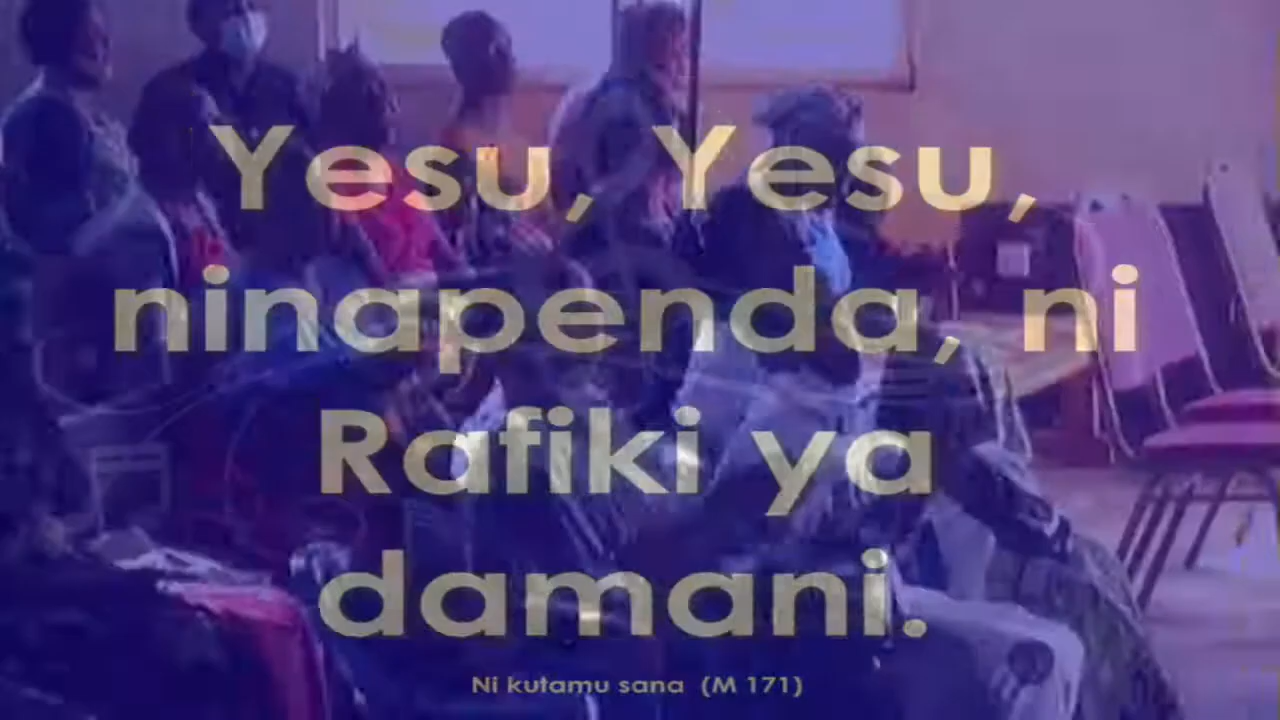 Yesu, Yesu,
ninapenda, ni
Rafiki ya
damani.
Ni kutamu sana (M 171)